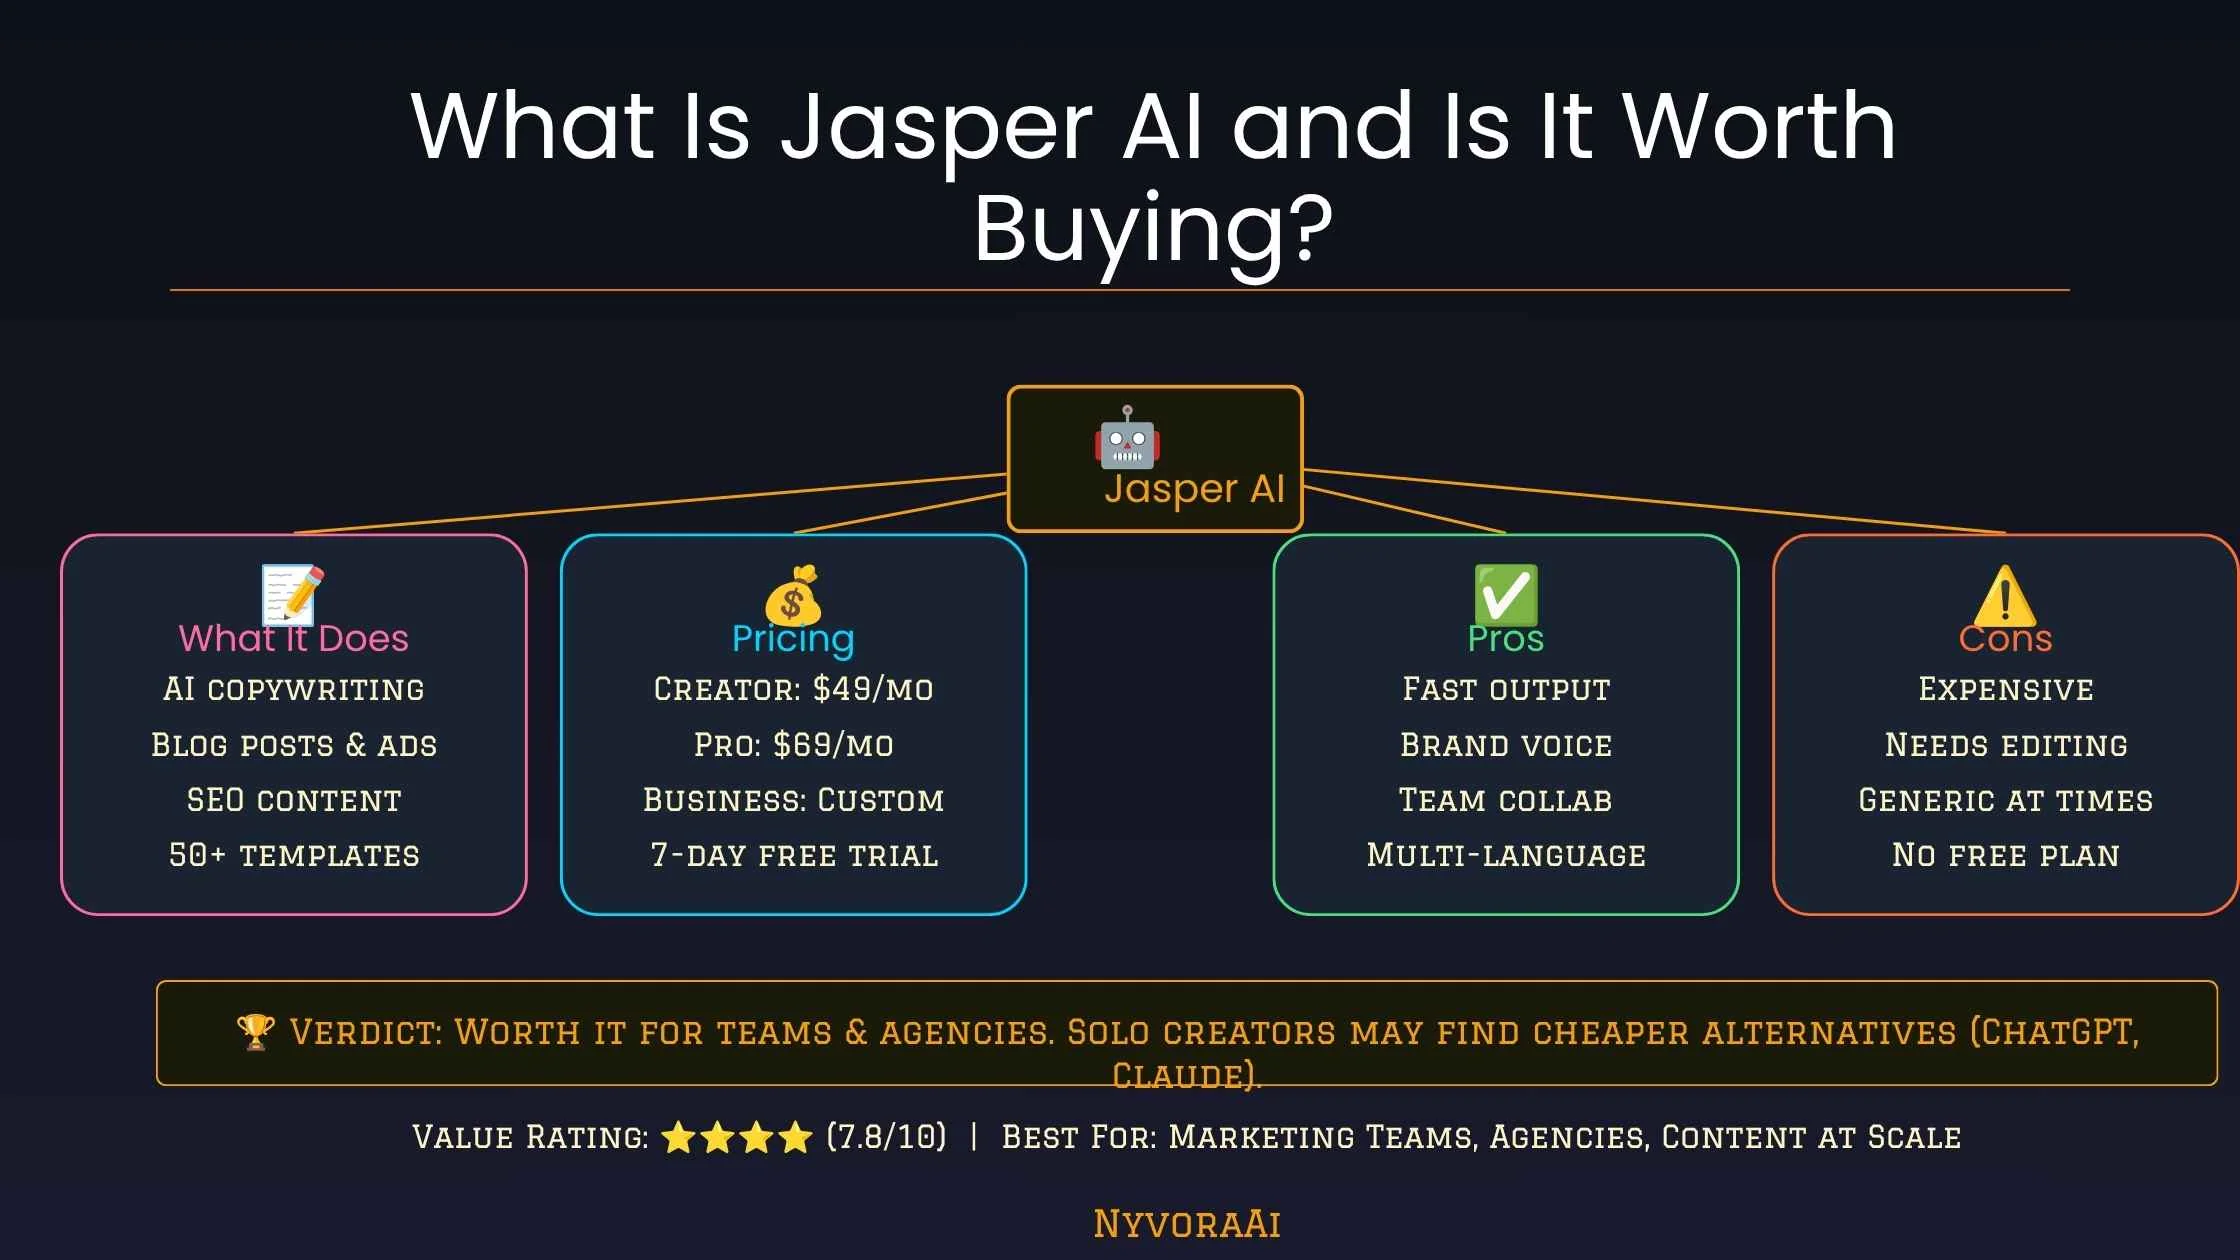 What Is Jasper AI and Is It Worth
Buying?
Jasper AI
What It Does
AI copywriting
Blog posts & ads
SEO content
50+ templates
Pricing
Creator: $49/mo
Pro: $69/mo
Business: Custom
7-day free trial
Pros
Fast output
Brand voice
Team collab
Multi-language
Cons
Expensive
Needs editing
Generic at times
No free plan
🏆 Verdict: Worth it for teams & agencies. Solo creators may find cheaper alternatives (ChatGPT,
Claude).
Value Rating: ⭐⭐⭐⭐ (7.8/10) | Best For: Marketing Teams, Agencies, Content at Scale
NyvoraAi